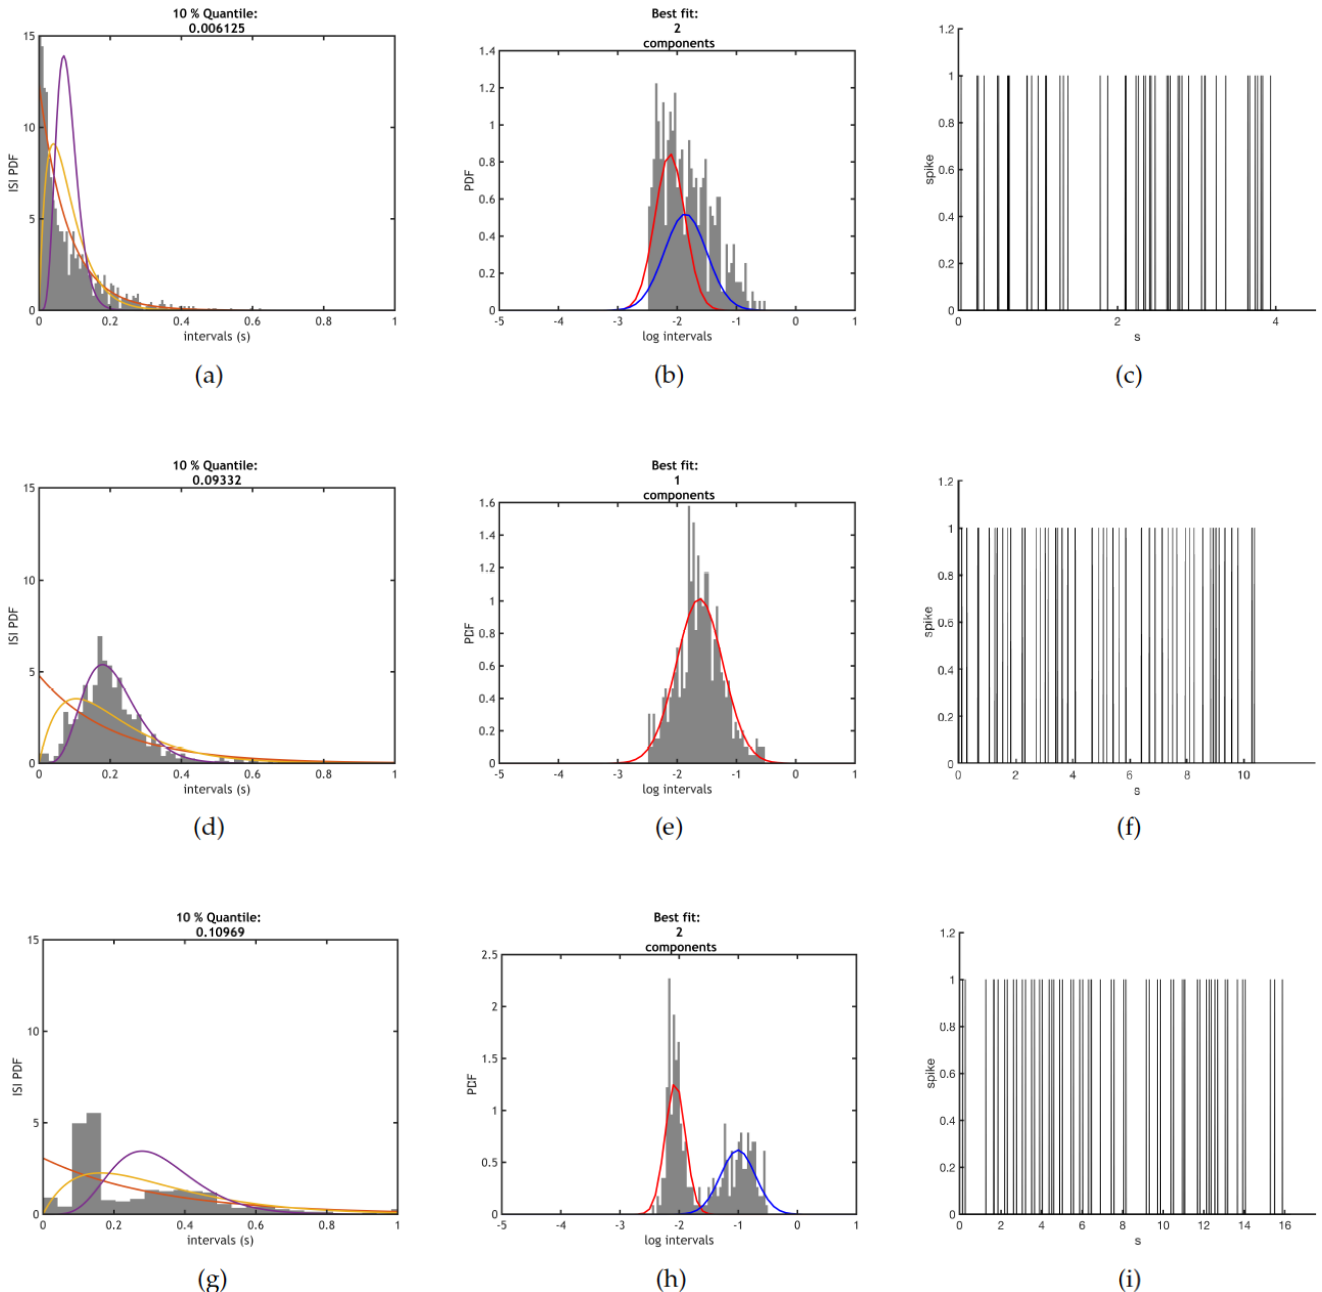 10 % Quantile:
0.006125
15
10
5
0
ISI PDF
0 0.2 0.4 0.6 0.8 1
intervals (s)
(a)
Best fit:
2
components
1.4
1.2
1
0.8
0.6
0.4
0.2
0
PDF
-5 -4 -3 -2 -1 0 1
log intervals
(b)
1.2
1
0.8
0.6
0.4
0.2
0
spike
0 2 4
s
(c)
10 % Quantile:
0.09332
15
10
5
0
ISI PDF
0 0.2 0.4 0.6 0.8 1
intervals (s)
(d)
Best fit:
1
components
1.6
1.4
1.2
1
0.8
0.6
0.4
0.2
0
PDF
-5 -4 -3 -2 -1 0 1
log intervals
(e)
1.2
1
0.8
0.6
0.4
0.2
0
spike
0 2 4 6 8 10
s
(f)
10 % Quantile:
0.10969
15
10
5
0
ISI PDF
0 0.2 0.4 0.6 0.8 1
intervals (s)
(g)
Best fit:
2
components
2.5
2
1.5
1
0.5
0
PDF
-5 -4 -3 -2 -1 0 1
log intervals
(h)
1.2
1
0.8
0.6
0.4
0.2
0
spike
0 2 4 6 8 10 12 14 16
s
(i)